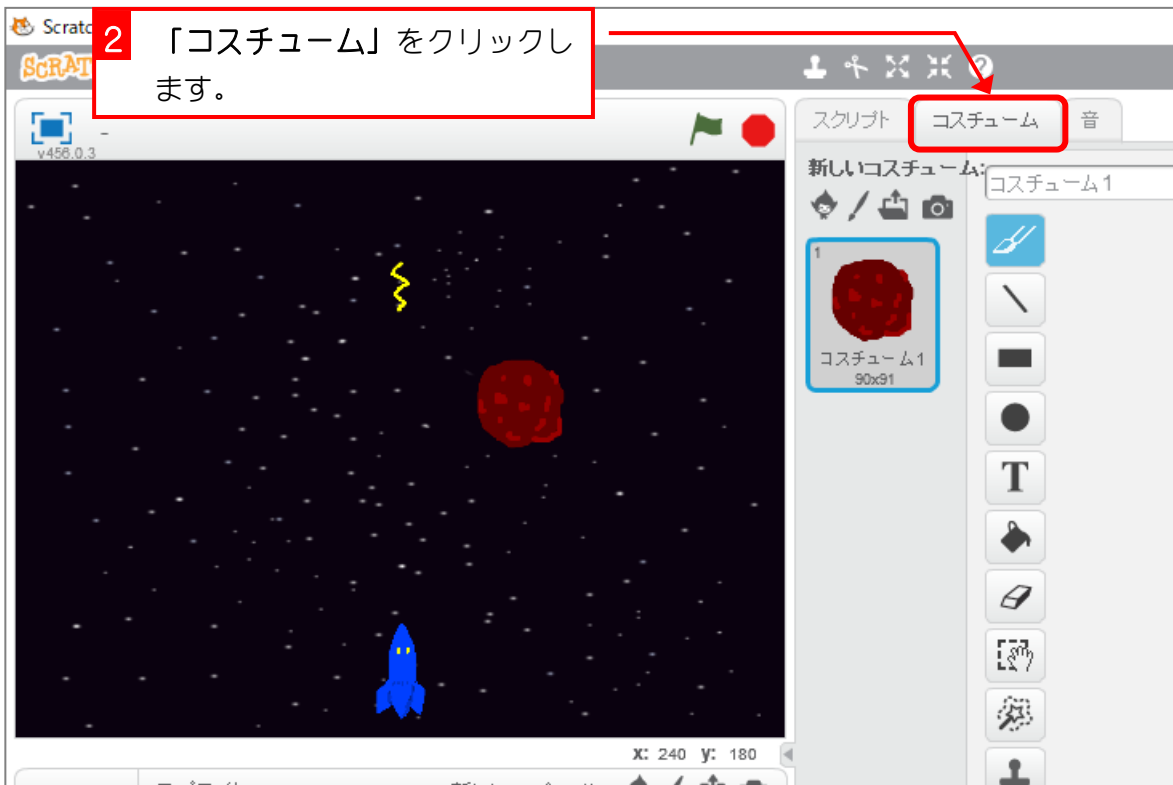 Scratc
2
「コスチューム」をクリックし
ます。
SCRAT
?
-
v456.0.3
スクリプト
コスチューム
音
新しいコスチューム:
コスチューム1
1
コスチューム1
90x91
T
X: 240 Y: 180